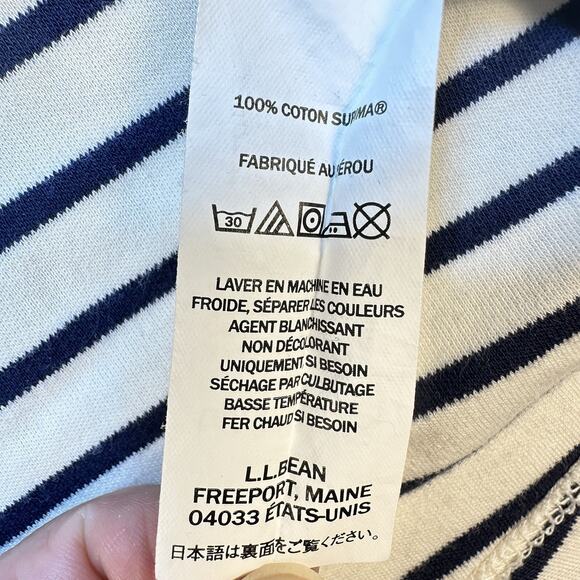 100% COTON SUPIMA®
FABRIQUÉ AU PÉROU
30
LAVER EN MACHINE EN EAU
FROIDE, SÉPARER LES COULEURS
AGENT BLANCHISSANT
NON DÉCOLORANT
UNIQUEMENT SI BESOIN
SÉCHAGE PAR CULBUTAGE
BASSE TEMPÉRATURE
FER CHAUD SI BESOIN
L.L.BEAN
FREEPORT, MAINE
04033 ÉTATS-UNIS
日本語は裏面をご覧ください。